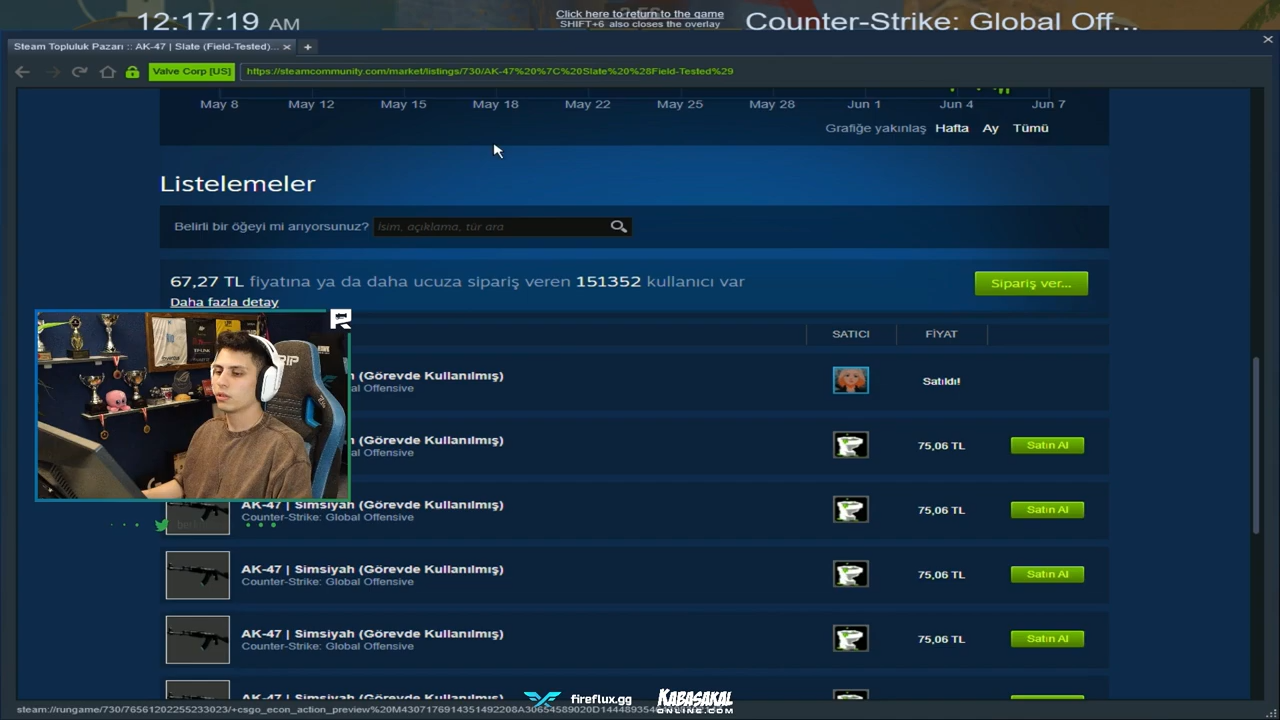 12:17:19 AM
Click here to return to the game
SHIFT+6 also closes the overlay
Counter-Strike: Global Off...
Steam Topluluk Pazarı :: AK-47 | Slate (Field-Tested)...
Valve Corp [US]
https://steamcommunity.com/market/listings/730/AK-47%20%7C%20Slate%20%28Field-Tested%29
May 8
May 12
May 15
May 18
May 22
May 25
May 28
Jun 1
Jun 4
Jun 7
Grafiğe yakınlaş Hafta Ay Tümü
Listelemeler
Belirli bir öğeyi mi arıyorsunuz? İsim, açıklama, tür ara
67,27 TL fiyatına ya da daha ucuza sipariş veren 151352 kullanıcı var
Sipariş ver...
Daha fazla detay
SATICI
FİYAT
(Görevde Kullanılmış)
bal Offensive
Satıldı!
(Görevde Kullanılmış)
bal Offensive
75,06 TL
Satın Al
AK-47 | Simsiyah (Görevde Kullanılmış)
Counter-Strike: Global Offensive
75,06 TL
Satın Al
AK-47 | Simsiyah (Görevde Kullanılmış)
Counter-Strike: Global Offensive
75,06 TL
Satın Al
AK-47 | Simsiyah (Görevde Kullanılmış)
Counter-Strike: Global Offensive
75,06 TL
Satın Al
AK-47 | Simsiyah (Görevde Kullanılmış)
fireflux.gg
KABASAKAL
ONLINE.COM